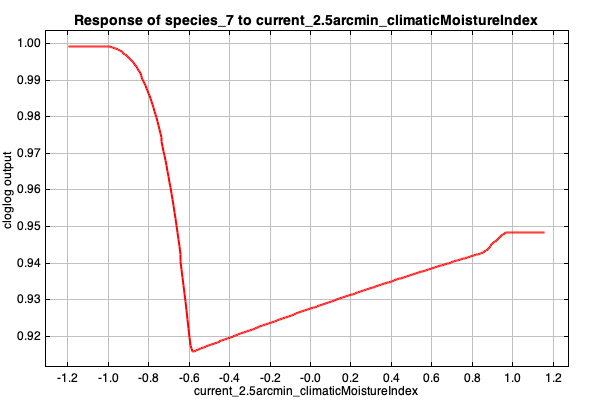 Response of species_7 to current_2.5arcmin_climaticMoistureIndex
1.00
0.99
0.98
0.97
0.96
0.95
0.94
0.93
0.92
cloglog output
-1.2 -1.0 -0.8 -0.6 -0.4 -0.2 -0.0 0.2 0.4 0.6 0.8 1.0 1.2
current_2.5arcmin_climaticMoistureIndex